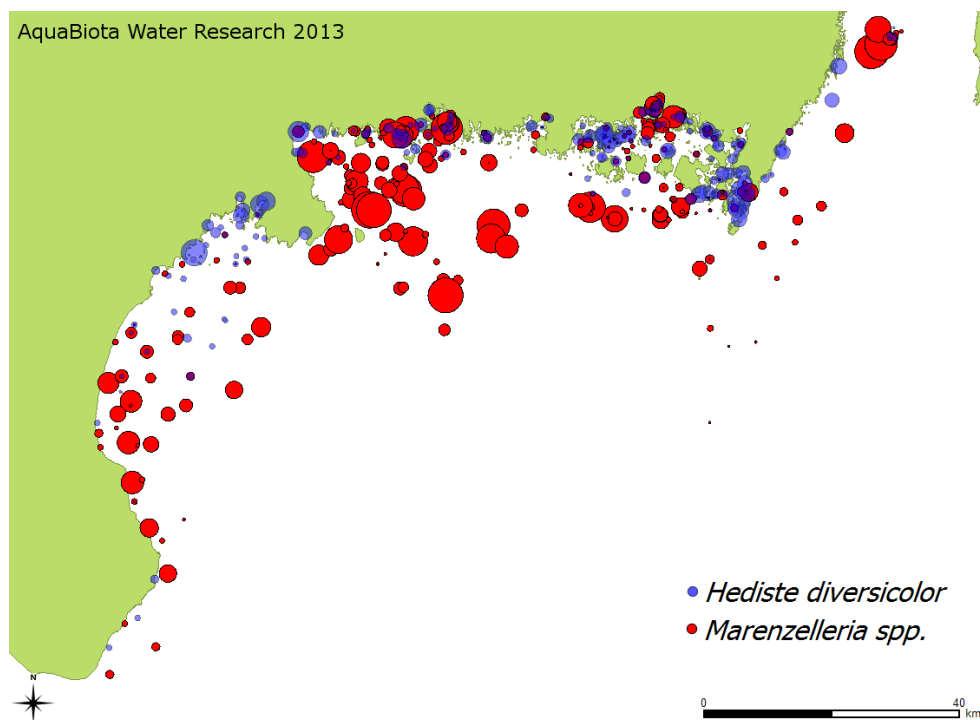 AquaBiota Water Research 2013
Hediste diversicolor
Marenzelleria spp.
N
0 40
km